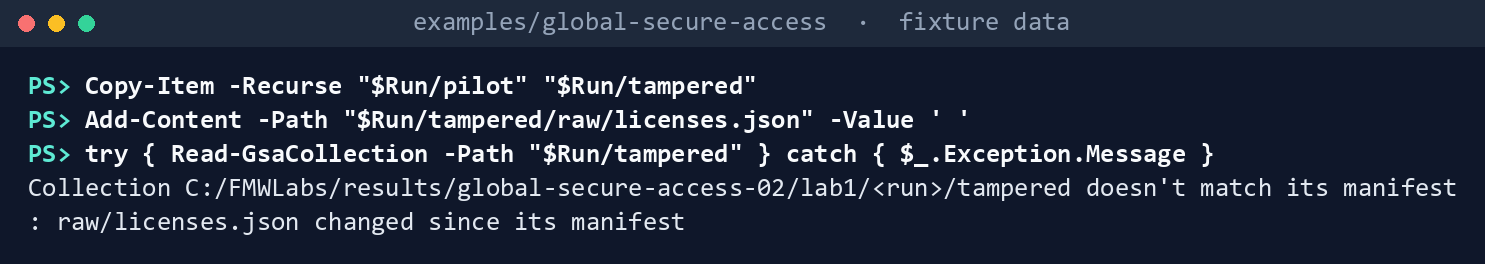 examples/global-secure-access · fixture data
PS> Copy-Item -Recurse "$Run/pilot" "$Run/tampered"
PS> Add-Content -Path "$Run/tampered/raw/licenses.json" -Value ' '
PS> try { Read-GsaCollection -Path "$Run/tampered" } catch { $_.Exception.Message }
Collection C:/FMWLabs/results/global-secure-access-02/lab1/<run>/tampered doesn't match its manifest
: raw/licenses.json changed since its manifest